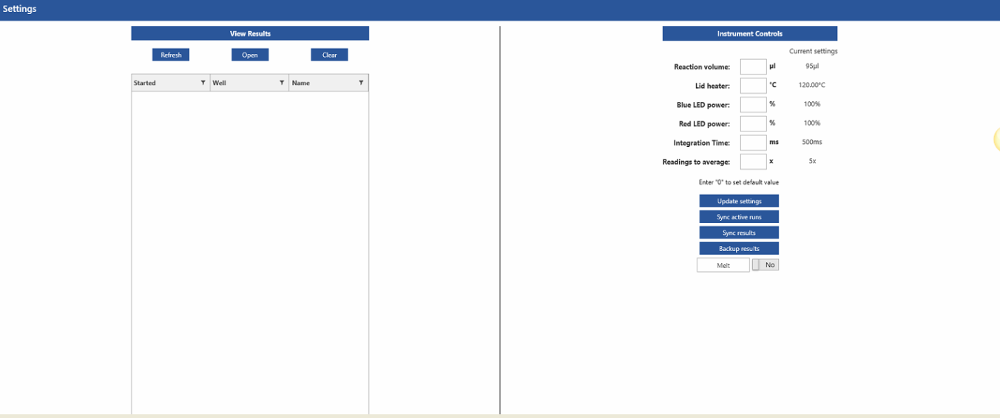 Settings
View Results
Refresh Open Clear
Started Well Name
Instrument Controls
Current settings
Reaction volume: µl 95µl
Lid heater: °C 120.00°C
Blue LED power: % 100%
Red LED power: % 100%
Integration Time: ms 500ms
Readings to average: x 5x
Enter "0" to set default value
Update settings
Sync active runs
Sync results
Backup results
Melt No